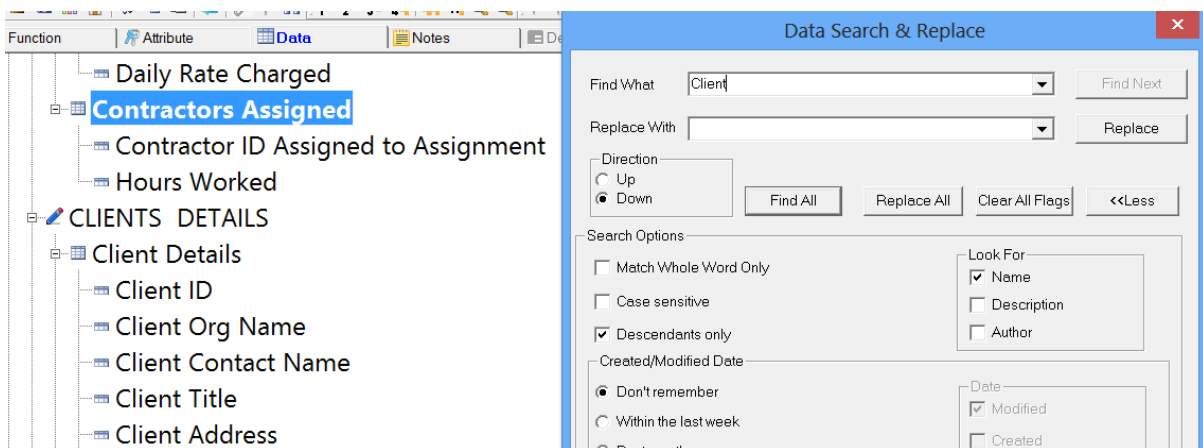 Function
Attribute
Data
Notes
Daily Rate Charged
Contractors Assigned
Contractor ID Assigned to Assignment
Hours Worked
CLIENTS DETAILS
Client Details
Client ID
Client Org Name
Client Contact Name
Client Title
Client Address
Data Search & Replace
Find What
Client
Find Next
Replace With
Replace
Direction
Up
Down
Find All
Replace All
Clear All Flags
<<Less
Search Options
Match Whole Word Only
Case sensitive
Descendants only
Look For
Name
Description
Author
Created/Modified Date
Don't remember
Within the last week
Date
Modified
Created